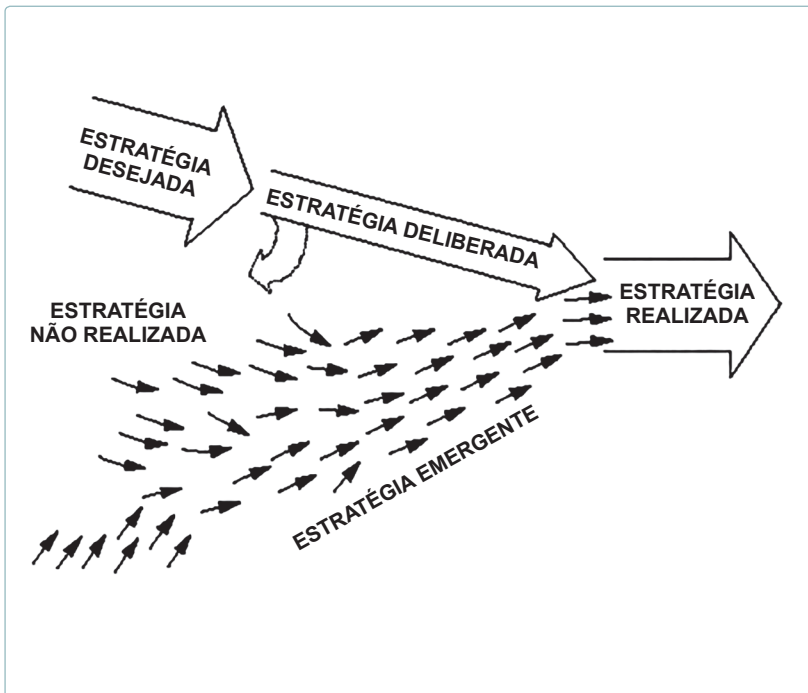 ESTRATÉGIA
DESEJADA
ESTRATÉGIA DELIBERADA
ESTRATÉGIA
REALIZADA
ESTRATÉGIA
NÃO REALIZADA
ESTRATÉGIA EMERGENTE